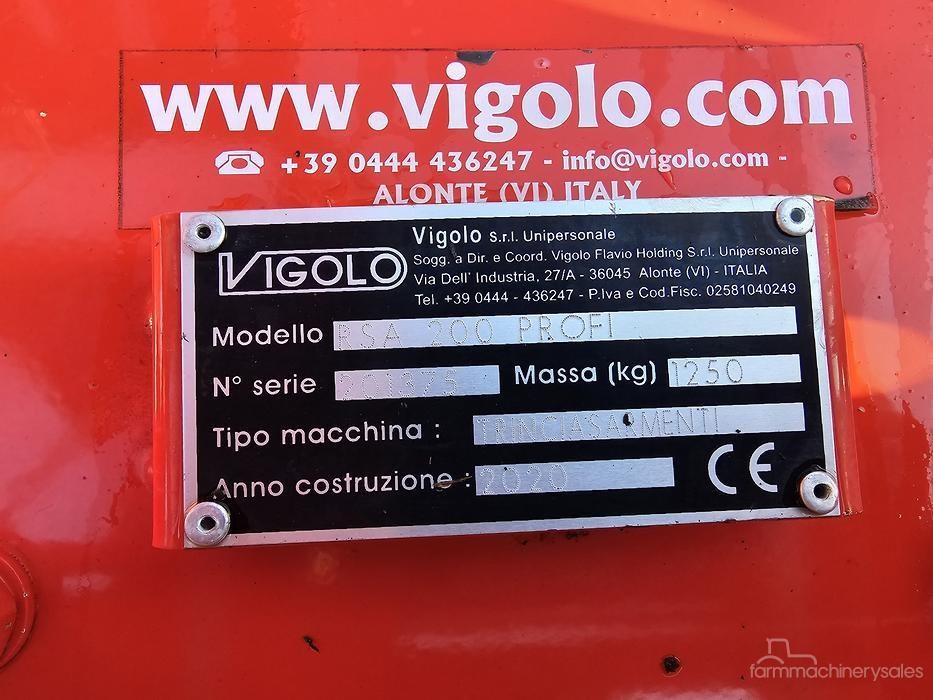 www.vigolo.com
☎ +39 0444 436247 - info@vigolo.com -
ALONTE (VI) ITALY
VIGOLO
Vigolo S.r.l. Unipersonale
Sogg. a Dir. e Coord. Vigolo Flavio Holding S.r.l. Unipersonale
Via Dell' Industria, 27/A - 36045 Alonte (VI) - ITALIA
Tel. +39 0444 - 436247 - P.Iva e Cod.Fisc. 02581040249
Modello RSA 200 PROFI
N° serie 201375 Massa (kg) 1250
Tipo macchina : TRINCIASARMENTI
Anno costruzione : 2020 CE
farmmachinerysales